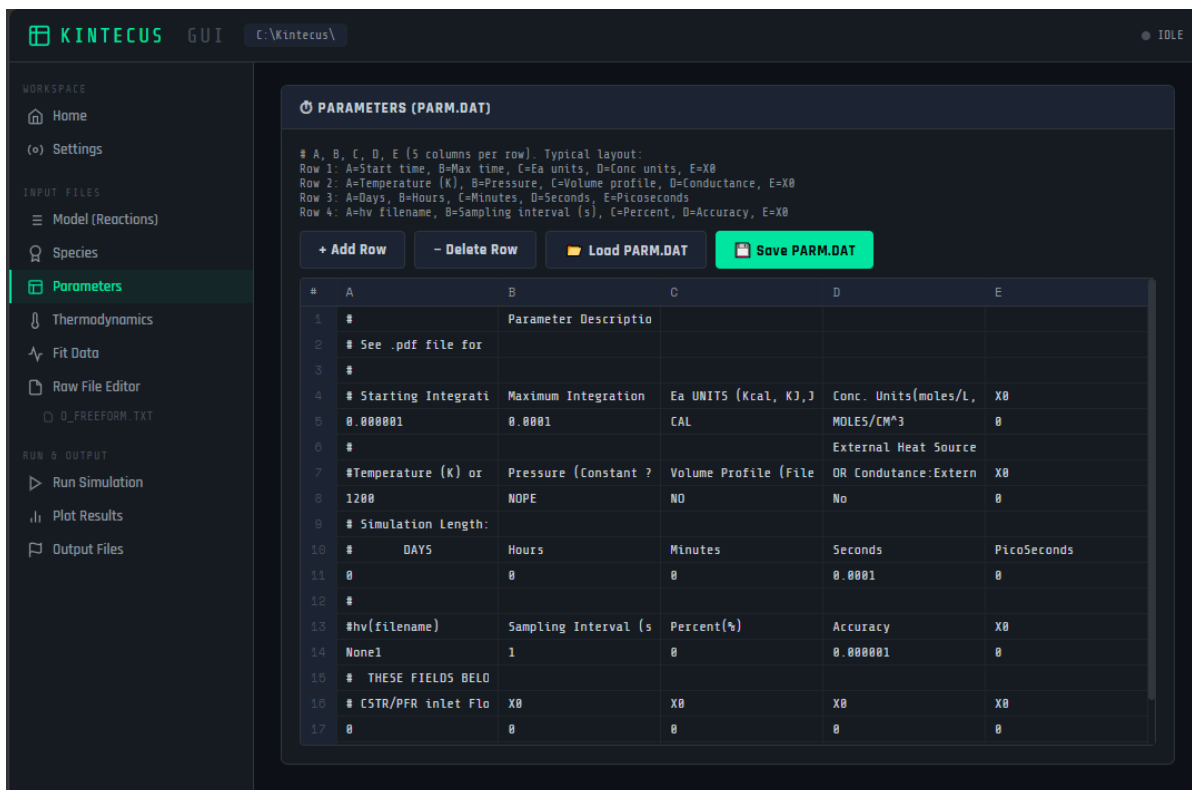 KINTECUS GUI C:\Kintecus\ IDLE
WORKSPACE
Home
Settings
INPUT FILES
Model (Reactions)
Species
Parameters
Thermodynamics
Fit Data
Raw File Editor
O_FREEFORM.TXT
RUN & OUTPUT
Run Simulation
Plot Results
Output Files
PARAMETERS (PARM.DAT)
# A, B, C, D, E (5 columns per row). Typical layout:
Row 1: A=Start time, B=Max time, C=Ea units, D=Conc units, E=X0
Row 2: A=Temperature (K), B=Pressure, C=Volume profile, D=Conductance, E=X0
Row 3: A=Days, B=Hours, C=Minutes, D=Seconds, E=Picoseconds
Row 4: A=hv filename, B=Sampling interval (s), C=Percent, D=Accuracy, E=X0
+ Add Row − Delete Row Load PARM.DAT Save PARM.DAT
# A B C D E
1 # Parameter Descriptio
2 # See .pdf file for
3 #
4 # Starting Integrati Maximum Integration Ea UNITS (Kcal, KJ,J Conc. Units(moles/L, X0
5 0.000001 0.0001 CAL MOLES/CM^3 0
6 # External Heat Source
7 #Temperature (K) or Pressure (Constant ? Volume Profile (File OR Condutance:Extern X0
8 1200 NOPE NO No 0
9 # Simulation Length:
10 # DAYS Hours Minutes Seconds PicoSeconds
11 0 0 0 0.0001 0
12 #
13 #hv(filename) Sampling Interval (s Percent(%) Accuracy X0
14 None1 1 0 0.000001 0
15 # THESE FIELDS BELO
16 # CSTR/PFR inlet Flo X0 X0 X0 X0
17 0 0 0 0 0